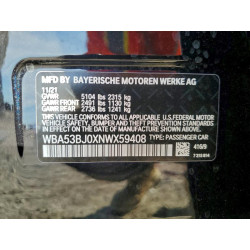 MFD BY BAYERISCHE MOTOREN WERKE AG
11/21
GVWR 5104 lbs 2315 kg
GAWR FRONT 2491 lbs 1130 kg
GAWR REAR 2736 lbs 1241 kg
THIS VEHICLE CONFORMS TO ALL APPLICABLE U.S. FEDERAL MOTOR
VEHICLE SAFETY, BUMPER, AND THEFT PREVENTION STANDARDS IN
EFFECT ON THE DATE OF MANUFACTURE SHOWN ABOVE.
WBA53BJ0XNWX59408 TYPE: PASSENGER CAR
416/9